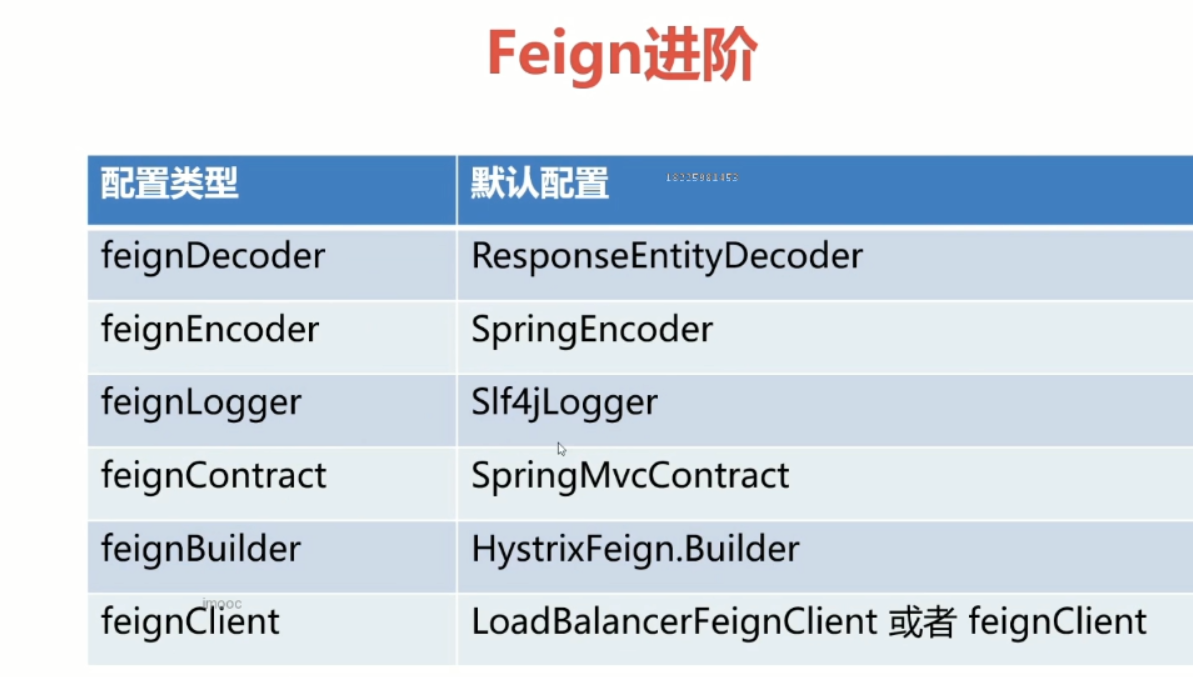 Feign进阶
配置类型 默认配置
feignDecoder ResponseEntityDecoder
feignEncoder SpringEncoder
feignLogger Slf4jLogger
feignContract SpringMvcContract
feignBuilder HystrixFeign.Builder
imooc
feignClient LoadBalancerFeignClient 或者 feignClient